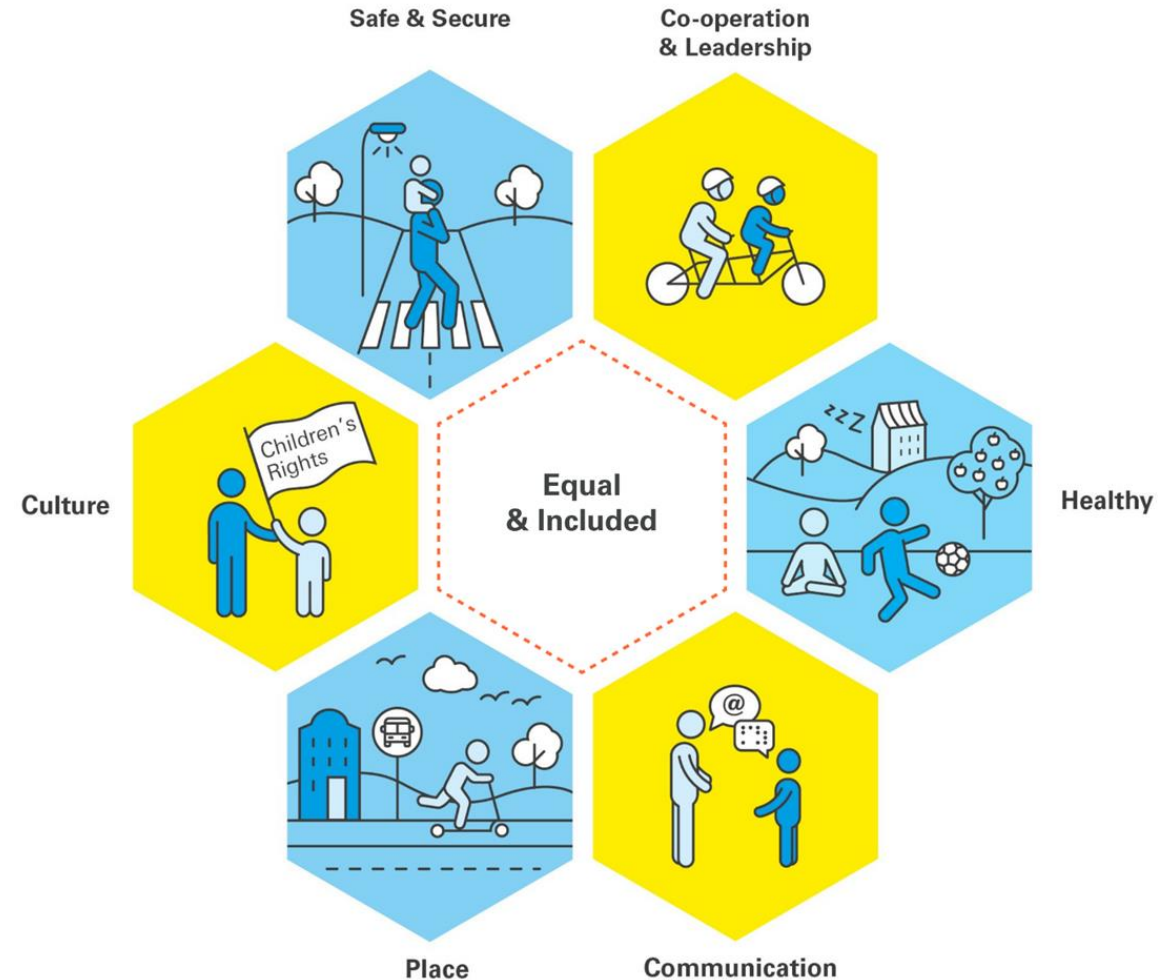 Safe & Secure
Co-operation
& Leadership
Children's
Rights
zzZ
Culture
Equal
& Included
Healthy
@
Place
Communication